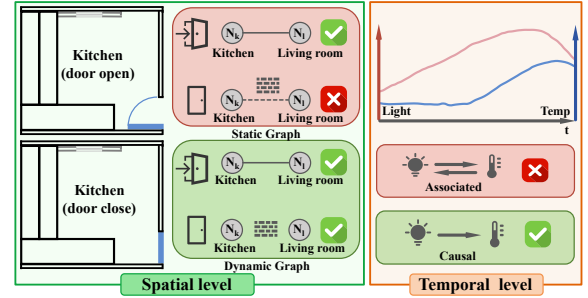 Kitchen
(door open)
Nk Nl
Kitchen Living room
Nk Nl
Kitchen Living room
Static Graph
Kitchen
(door close)
Nk Nl
Kitchen Living room
Nk Nl
Kitchen Living room
Dynamic Graph
Spatial level
Light Temp
t
Associated
Causal
Temporal level